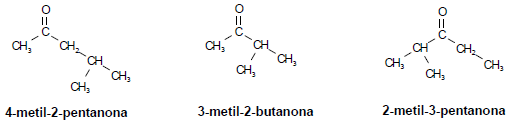 O
C
CH3 CH2
CH
CH3
CH3
4-metil-2-pentanona
O
C
CH3 CH
CH3
CH3
3-metil-2-butanona
O
C
CH CH2
CH3 CH3
CH3
2-metil-3-pentanona